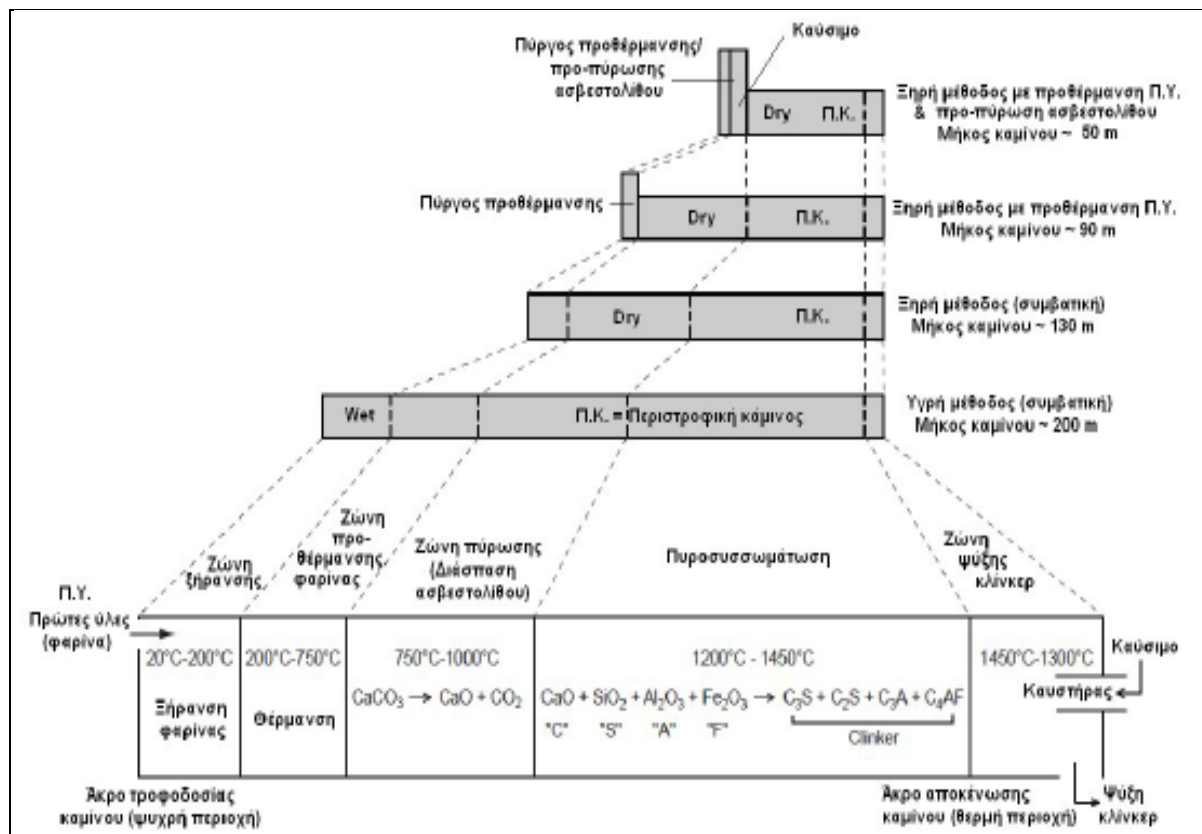 Καύσιμο
Πύργος προθέρμανσης/
προ-πύρωσης
ασβεστολίθου
Dry Π.Κ.
Ξηρή μέθοδος με προθέρμανση Π.Υ.
& προ-πύρωση ασβεστολίθου
Μήκος καμίνου ~ 50 m
Πύργος προθέρμανσης
Dry Π.Κ.
Ξηρή μέθοδος με προθέρμανση Π.Υ.
Μήκος καμίνου ~ 90 m
Dry Π.Κ.
Ξηρή μέθοδος (συμβατική)
Μήκος καμίνου ~ 130 m
Wet Π.Κ. = Περιστροφική κάμινος
Υγρή μέθοδος (συμβατική)
Μήκος καμίνου ~ 200 m
Ζώνη
ξήρανσης
Ζώνη
προ-
θέρμανσης
φαρίνας
Ζώνη πύρωσης
(Διάσπαση
ασβεστολίθου)
Πυροσυσσωμάτωση
Ζώνη
ψύξης
κλίνκερ
Π.Υ.
Πρώτες ύλες
(φαρίνα)
20°C-200°C 200°C-750°C 750°C-1000°C 1200°C - 1450°C 1450°C-1300°C
Καύσιμο
Ξήρανση
φαρίνας
Θέρμανση
CaCO₃ → CaO + CO₂
CaO + SiO₂ + Al₂O₃ + Fe₂O₃ → C₃S + C₂S + C₃A + C₄AF
"C" "S" "A" "F"
Clinker
Καυστήρας
Άκρο τροφοδοσίας
καμίνου (ψυχρή περιοχή)
Άκρο αποκένωσης
καμίνου (θερμή περιοχή)
Ψύξη
κλίνκερ